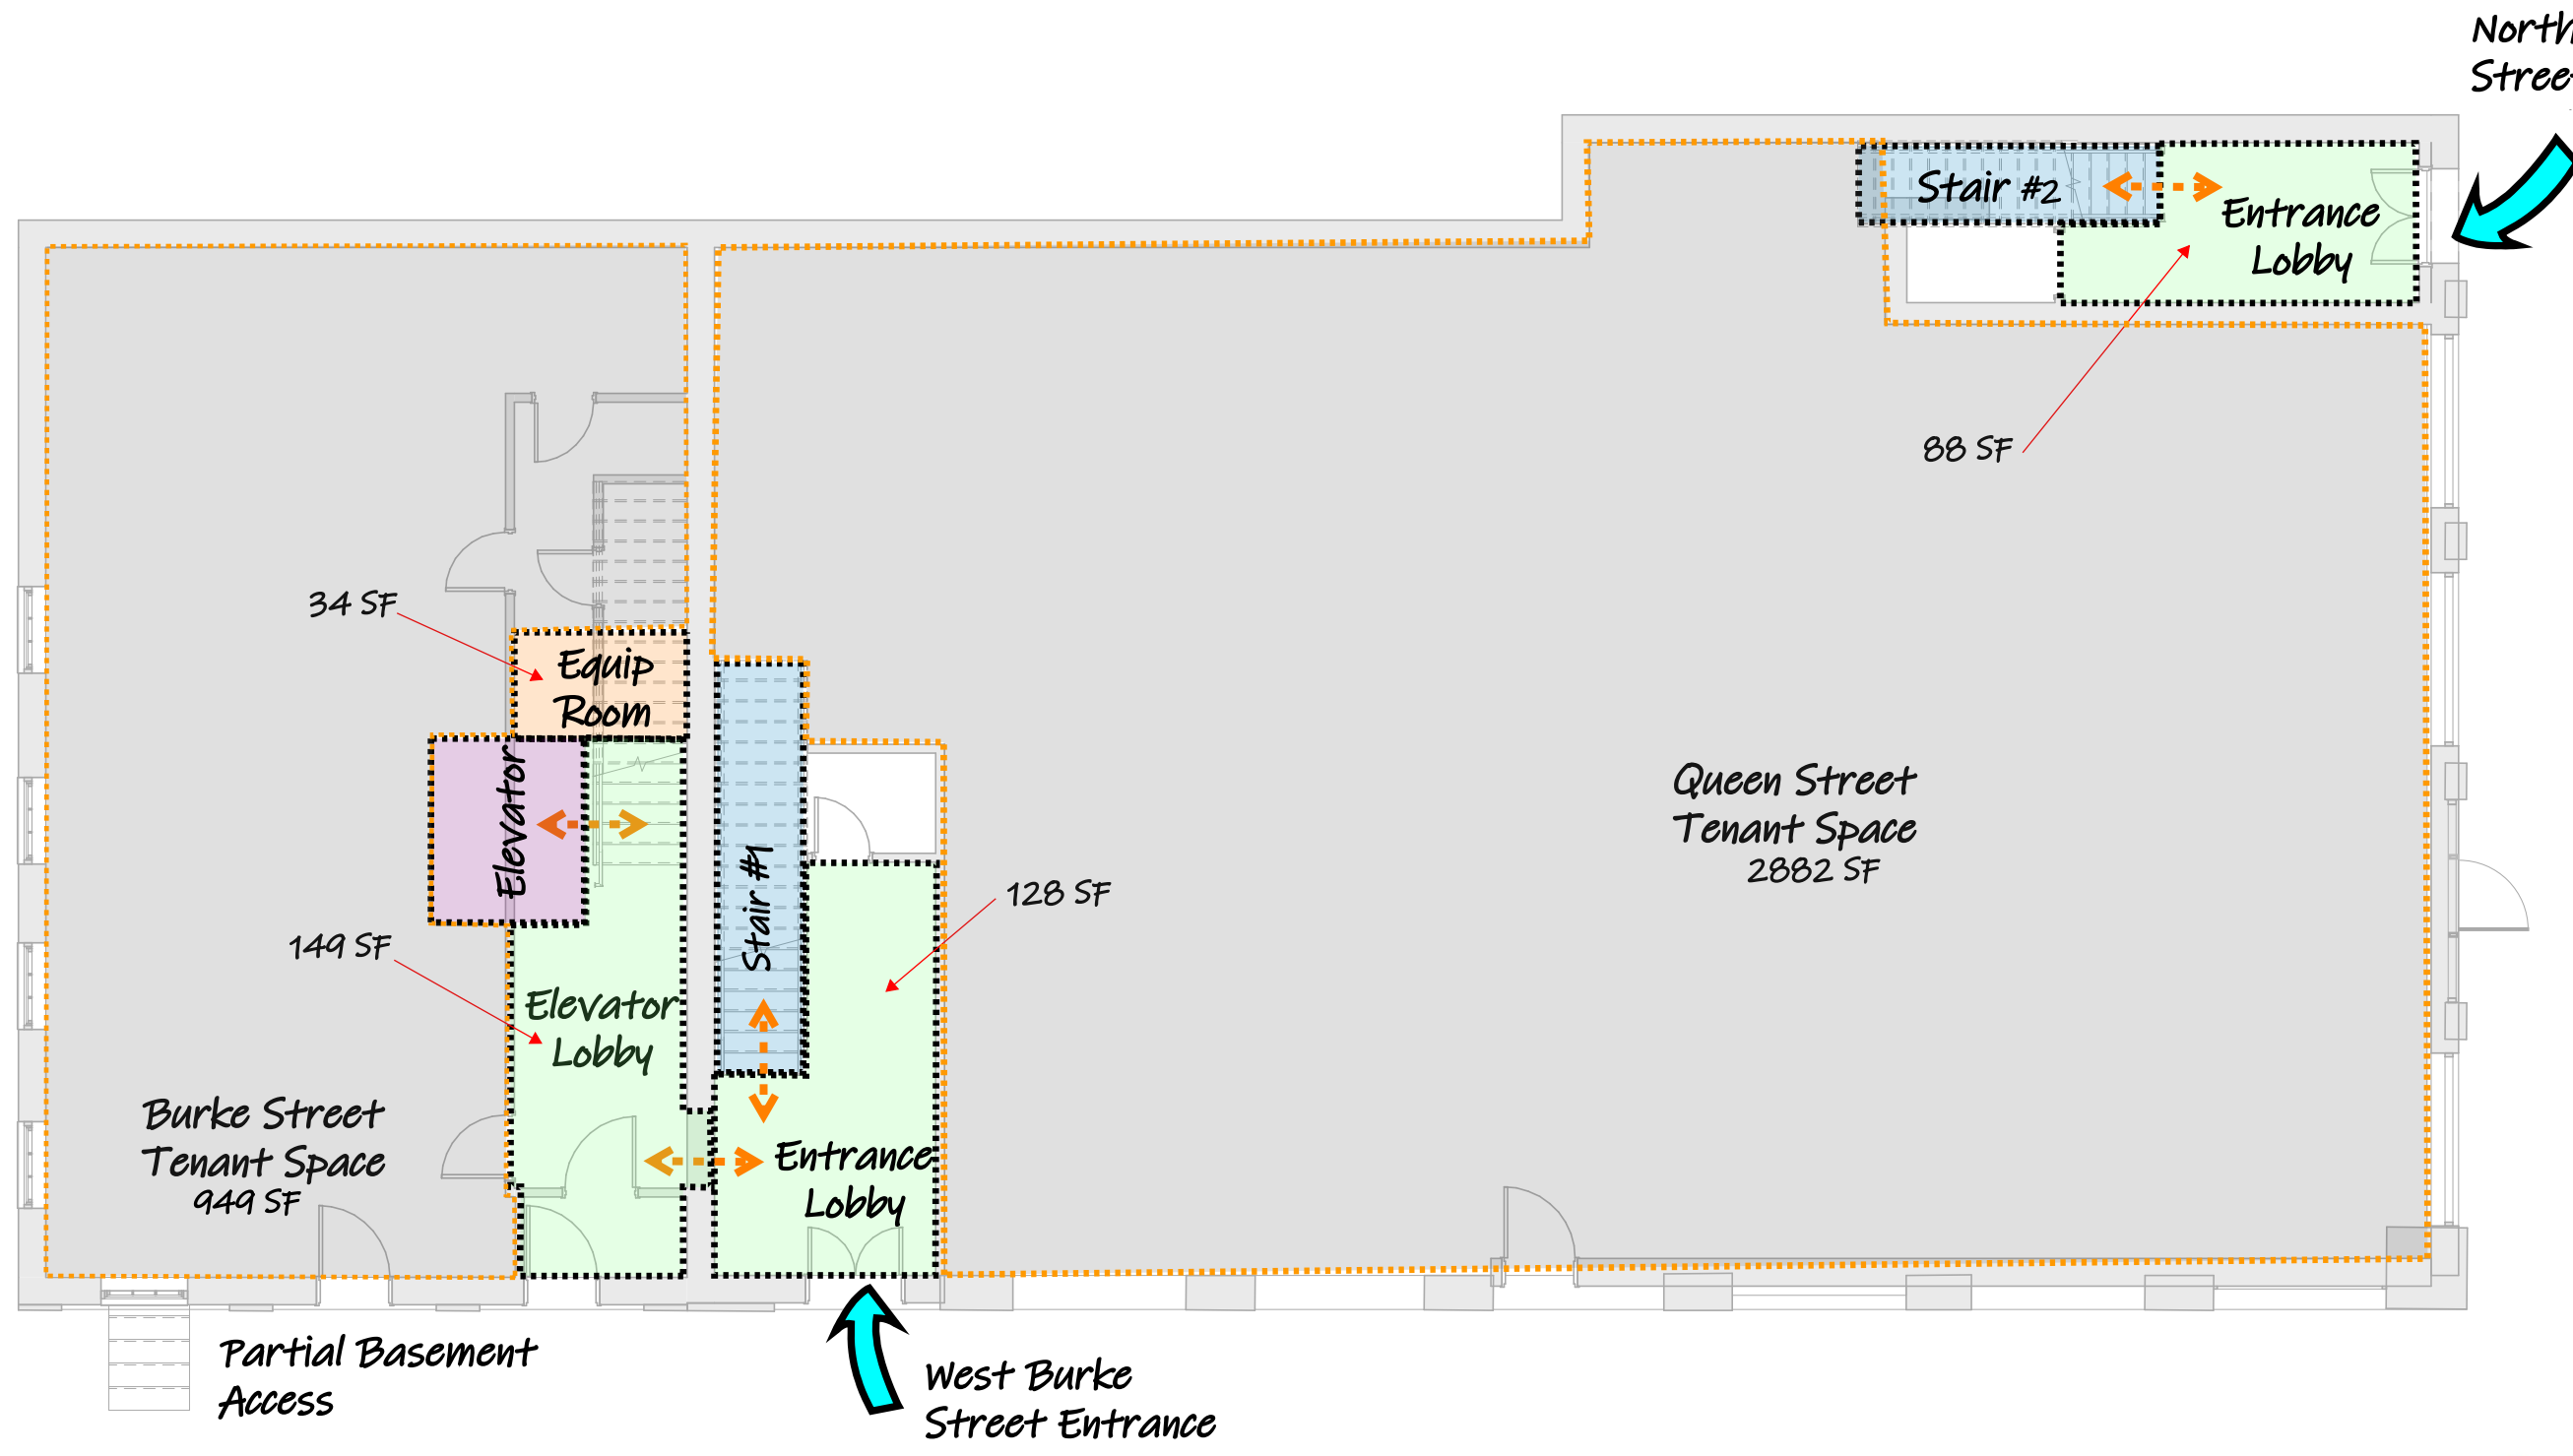 North
Street
Stair #2
Entrance
Lobby
88 SF
34 SF
Equip
Room
Elevator
149 SF
Elevator
Lobby
Stair #1
128 SF
Entrance
Lobby
Queen Street
Tenant Space
2882 SF
Burke Street
Tenant Space
949 SF
Partial Basement
Access
West Burke
Street Entrance